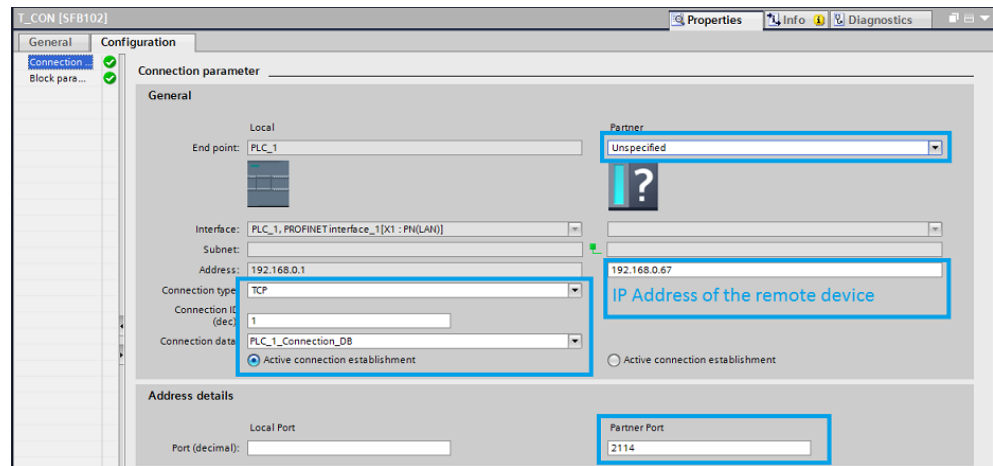 T_CON [SFB102]
Properties Info Diagnostics
General Configuration
Connection ...
Block para...
Connection parameter
General
Local Partner
End point: PLC_1 Unspecified
?
Interface: PLC_1, PROFINET interface_1[X1 : PN(LAN)]
Subnet:
Address: 192.168.0.1 192.168.0.67
Connection type TCP
IP Address of the remote device
Connection ID
(dec) 1
Connection data PLC_1_Connection_DB
Active connection establishment Active connection establishment
Address details
Local Port Partner Port
Port (decimal): 2114